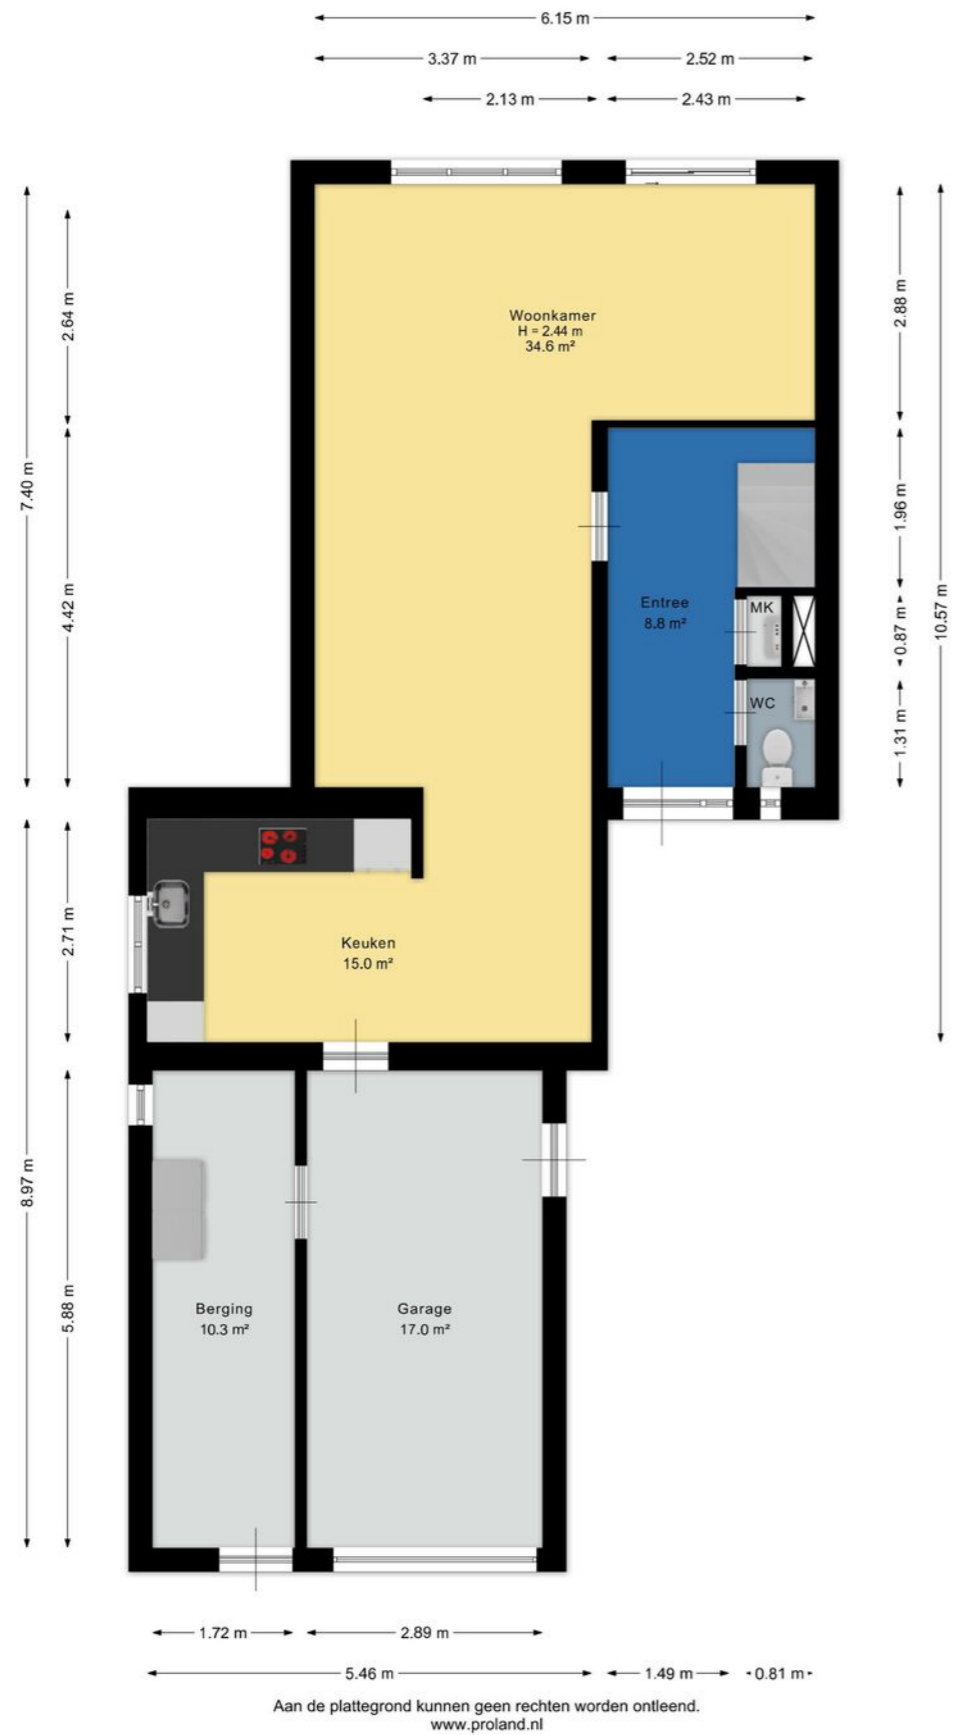 6.15 m
3.37 m
2.52 m
2.13 m
2.43 m
7.40 m
2.64 m
4.42 m
2.88 m
10.57 m
1.96 m
0.87 m
1.31 m
Woonkamer
H = 2.44 m
34.6 m²
Entree
8.8 m²
MK
WC
8.97 m
2.71 m
5.88 m
Keuken
15.0 m²
Berging
10.3 m²
Garage
17.0 m²
1.72 m
2.89 m
5.46 m
1.49 m
0.81 m
Aan de plattegrond kunnen geen rechten worden ontleend.
www.proland.nl